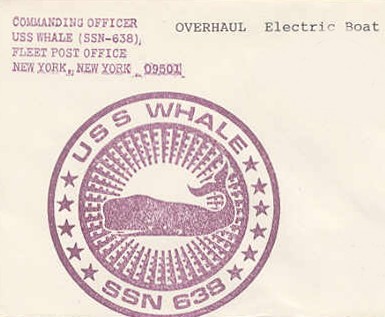 COMMANDING OFFICER
USS WHALE (SSN-638),
FLEET POST OFFICE
NEW YORK, NEW YORK 09501
OVERHAUL Electric Boat
USS WHALE
SSN 638